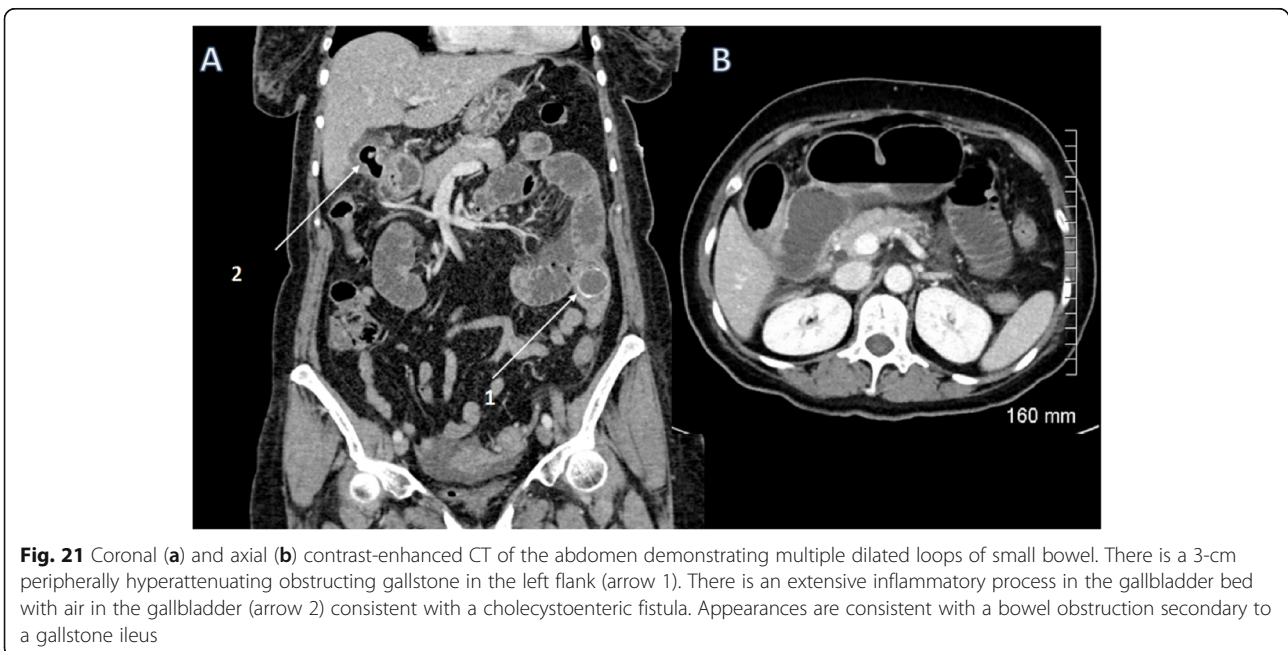 A
B
2
1
160 mm
Fig. 21 Coronal (a) and axial (b) contrast-enhanced CT of the abdomen demonstrating multiple dilated loops of small bowel. There is a 3-cm
peripherally hyperattenuating obstructing gallstone in the left flank (arrow 1). There is an extensive inflammatory process in the gallbladder bed
with air in the gallbladder (arrow 2) consistent with a cholecystoenteric fistula. Appearances are consistent with a bowel obstruction secondary to
a gallstone ileus